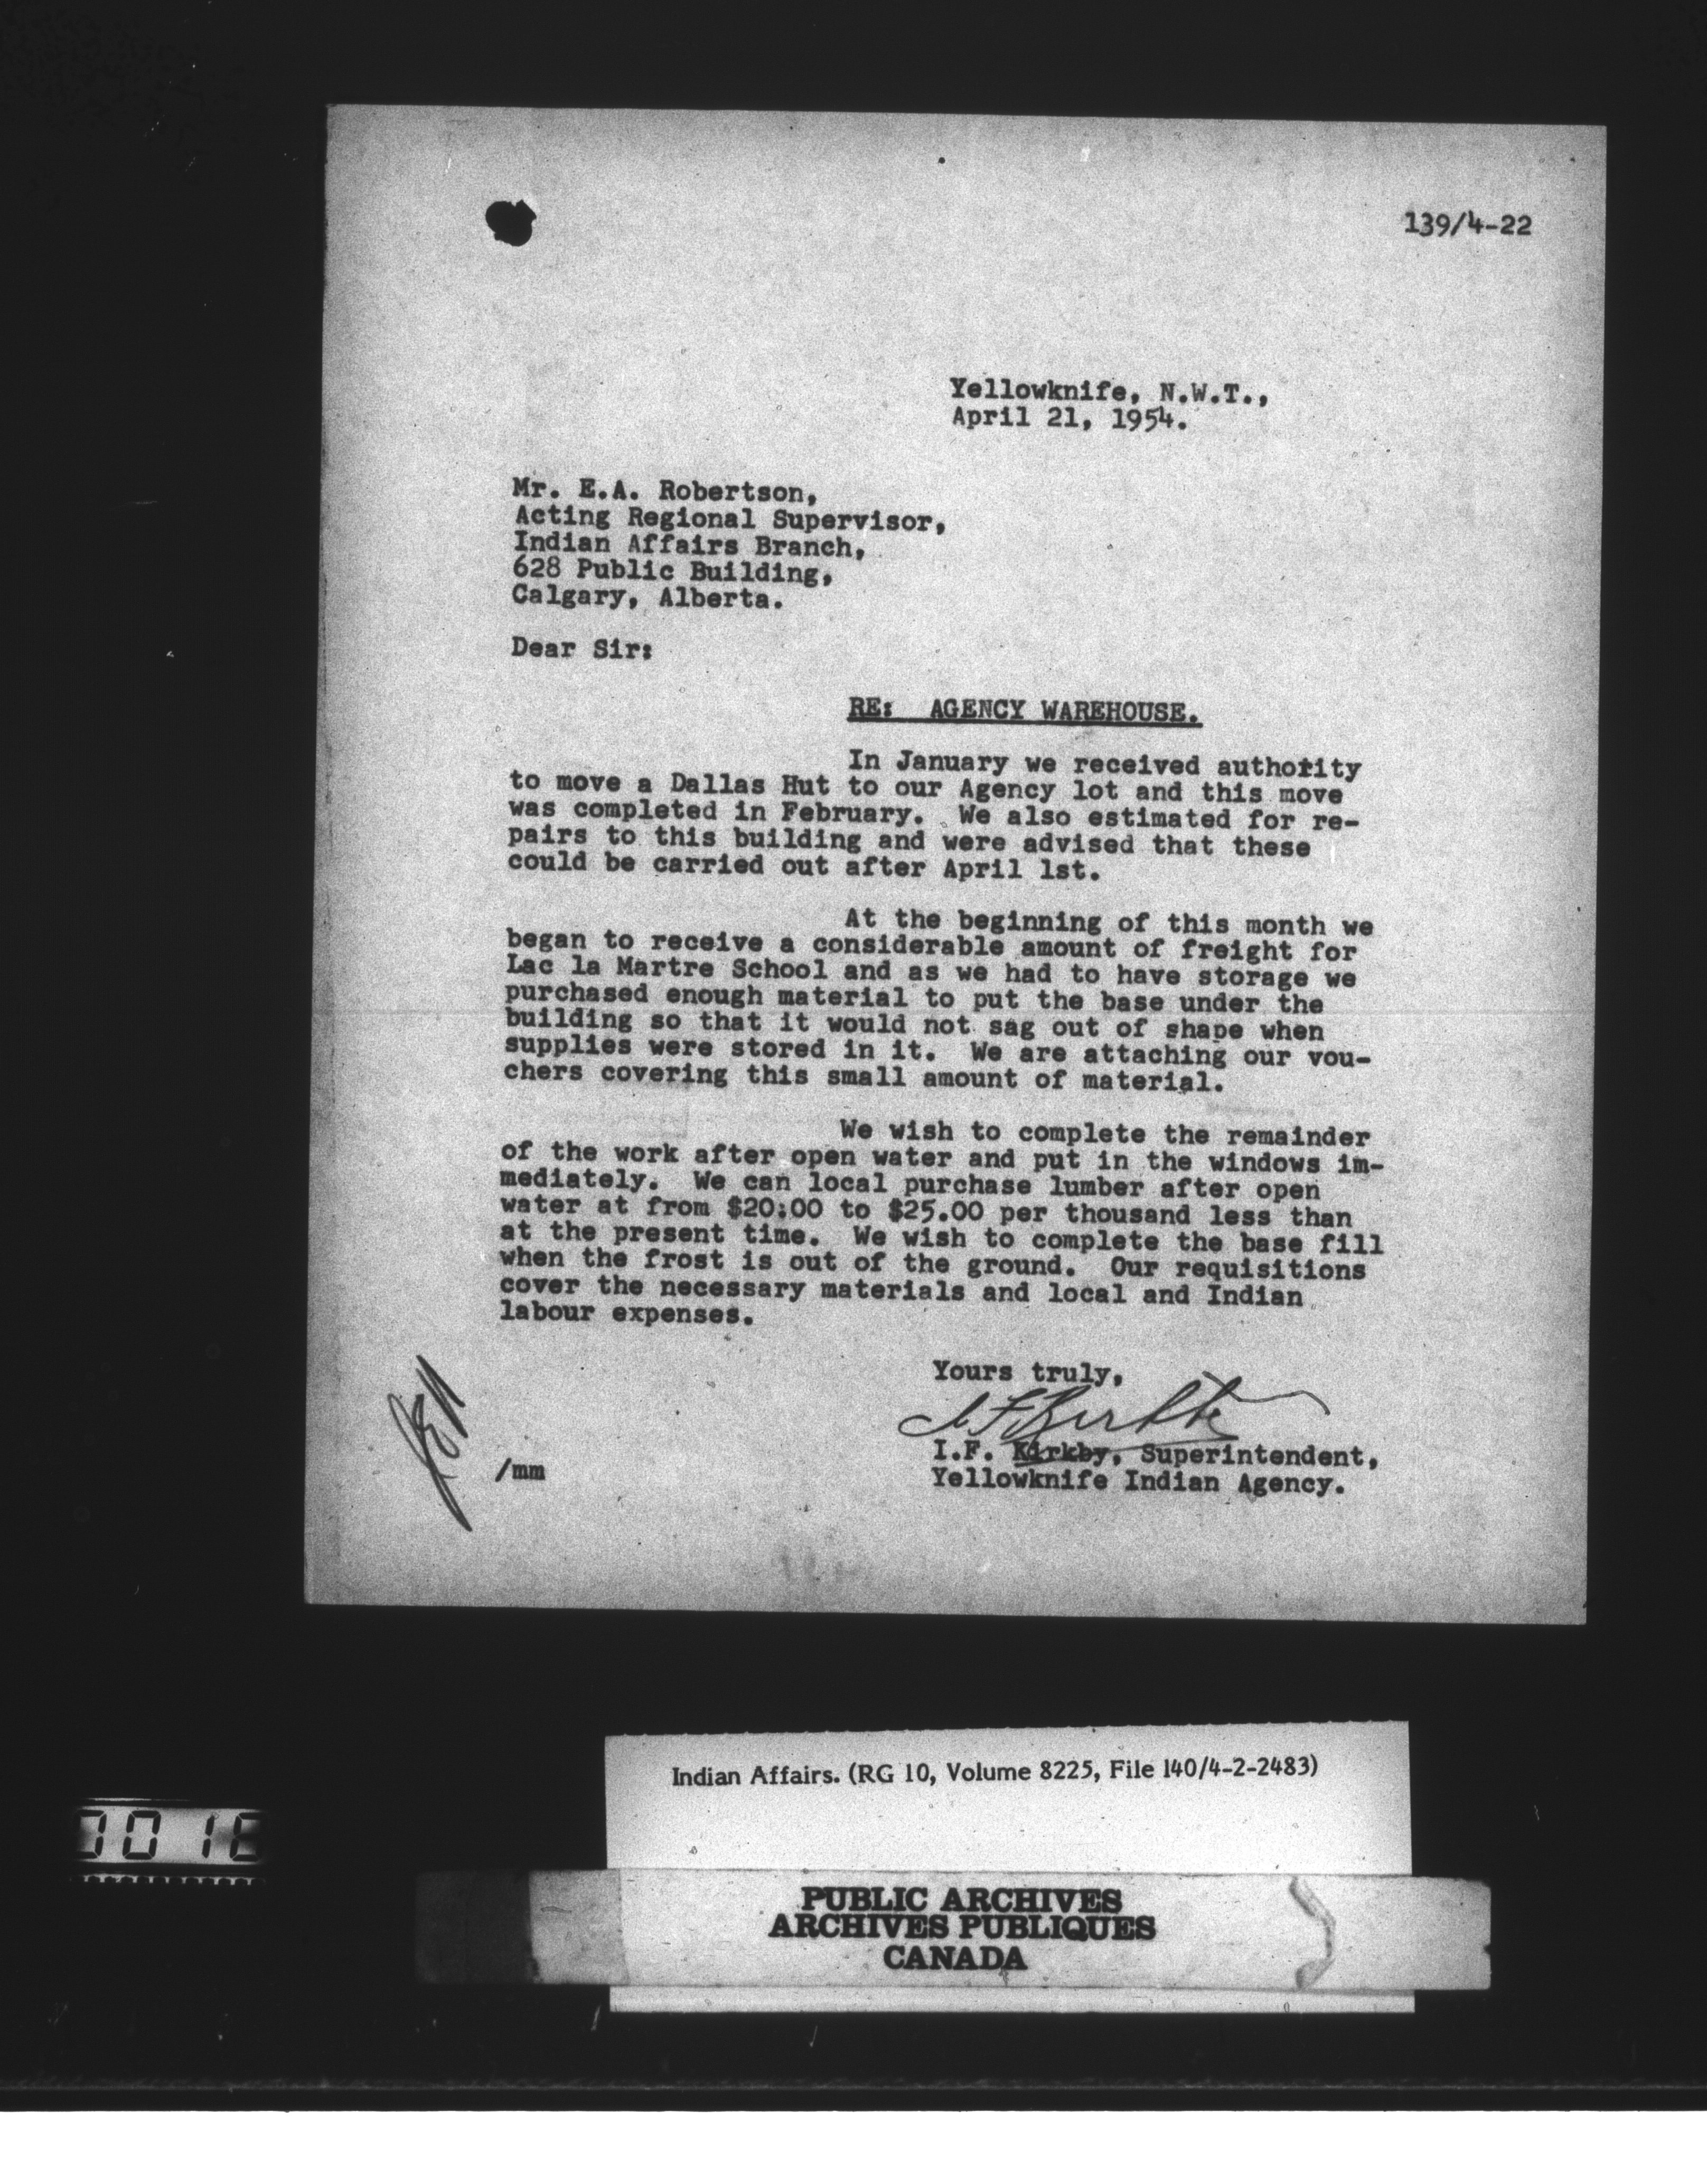 139/4-22
Yellowknife, N.W.T.,
April 21, 1954.
Mr. E.A. Robertson,
Acting Regional Supervisor,
Indian Affairs Branch,
628 Public Building,
Calgary, Alberta.
Dear Sir:
RE: AGENCY WAREHOUSE.
In January we received authority
to move a Dallas Hut to our Agency lot and this move
was completed in February. We also estimated for re-
pairs to this building and were advised that these
could be carried out after April 1st.
At the beginning of this month we
began to receive a considerable amount of freight for
Lac la Martre School and as we had to have storage we
purchased enough material to put the base under the
building so that it would not sag out of shape when
supplies were stored in it. We are attaching our vou-
chers covering this small amount of material.
We wish to complete the remainder
of the work after open water and put in the windows im-
mediately. We can local purchase lumber after open
water at from $20:00 to $25.00 per thousand less than
at the present time. We wish to complete the base fill
when the frost is out of the ground. Our requisitions
cover the necessary materials and local and Indian
labour expenses.
Yours truly,
I.F. Kirkby, Superintendent,
/mm
Yellowknife Indian Agency.
Indian Affairs. (RG 10, Volume 8225, File 140/4-2-2483)
PUBLIC ARCHIVES
ARCHIVES PUBLIQUES
CANADA